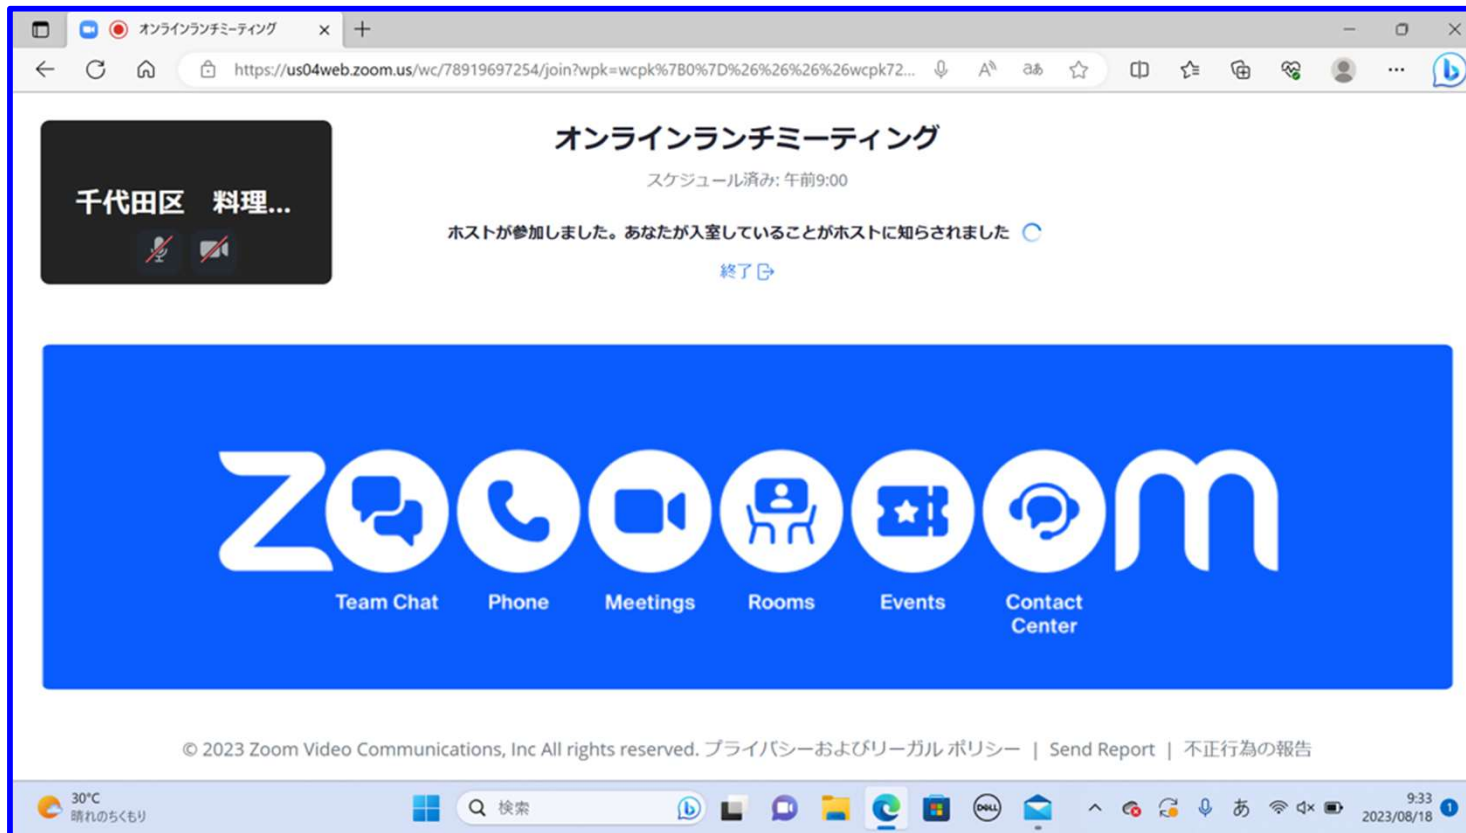 オンラインランチミーティング
https://us04web.zoom.us/wc/78919697254/join?wpk=wcpk%7B0%7D%26%26%26%26wcpk72...
オンラインランチミーティング
スケジュール済み: 午前9:00
千代田区　料理...
ホストが参加しました。あなたが入室していることがホストに知らされました
終了
zoooooom
Team Chat
Phone
Meetings
Rooms
Events
Contact
Center
© 2023 Zoom Video Communications, Inc All rights reserved. プライバシーおよびリーガル ポリシー | Send Report | 不正行為の報告
30°C
晴れのちくもり
検索
DELL
あ
9:33
2023/08/18
1